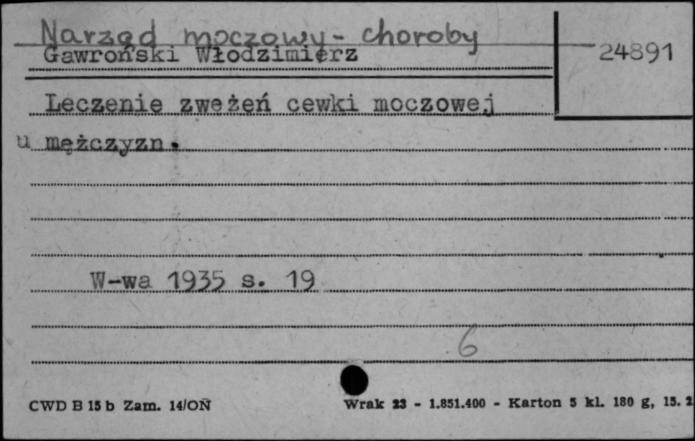 Narząd moczowy - choroby
Gawroński Włodzimierz
24891
Leczenie zwężeń cewki moczowej
u mężczyzn.
W-wa 1935 s. 19
6
CWD B 15 b Zam. 14/ON
Wrak 23 - 1.851.400 - Karton 5 kl. 180 g, 15. 2